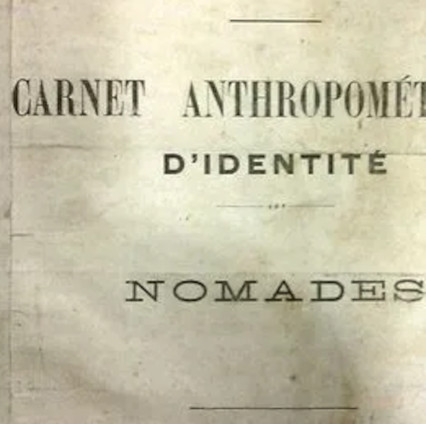 CARNET ANTHROPOMÉT
D'IDENTITÉ
NOMADES